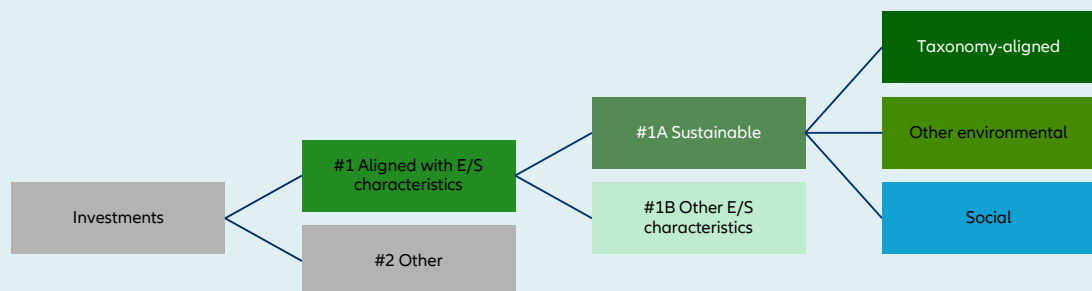 Investments
#1 Aligned with E/S
characteristics
#2 Other
#1A Sustainable
#1B Other E/S
characteristics
Taxonomy-aligned
Other environmental
Social